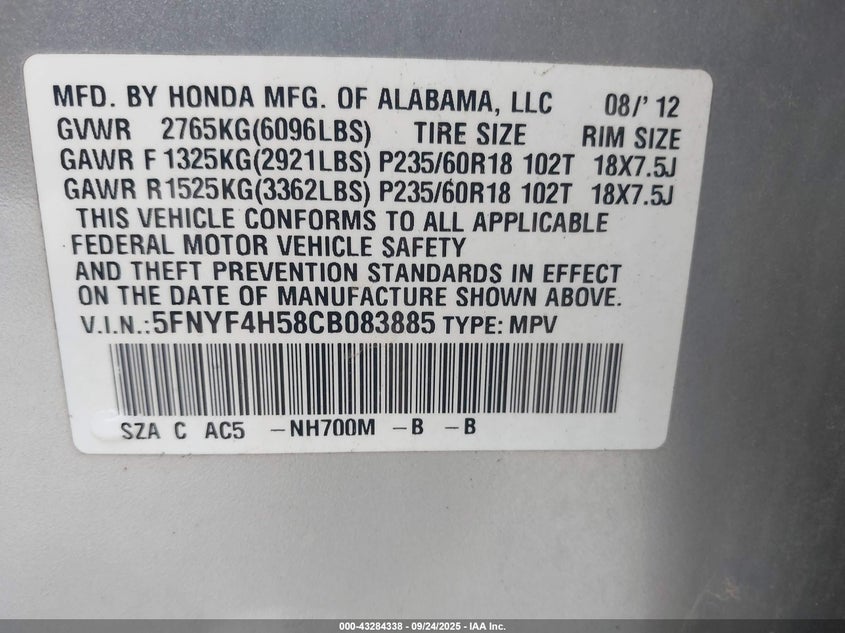 MFD. BY HONDA MFG. OF ALABAMA, LLC 08/' 12
GVWR 2765KG(6096LBS) TIRE SIZE RIM SIZE
GAWR F1325KG(2921LBS) P235/60R18 102T 18X7.5J
GAWR R1525KG(3362LBS) P235/60R18 102T 18X7.5J
THIS VEHICLE CONFORMS TO ALL APPLICABLE
FEDERAL MOTOR VEHICLE SAFETY
AND THEFT PREVENTION STANDARDS IN EFFECT
ON THE DATE OF MANUFACTURE SHOWN ABOVE.
V.I.N.:5FNYF4H58CB083885 TYPE: MPV
SZA C AC5 -NH700M -B -B
000-43284338 - 09/24/2025 - IAA Inc.